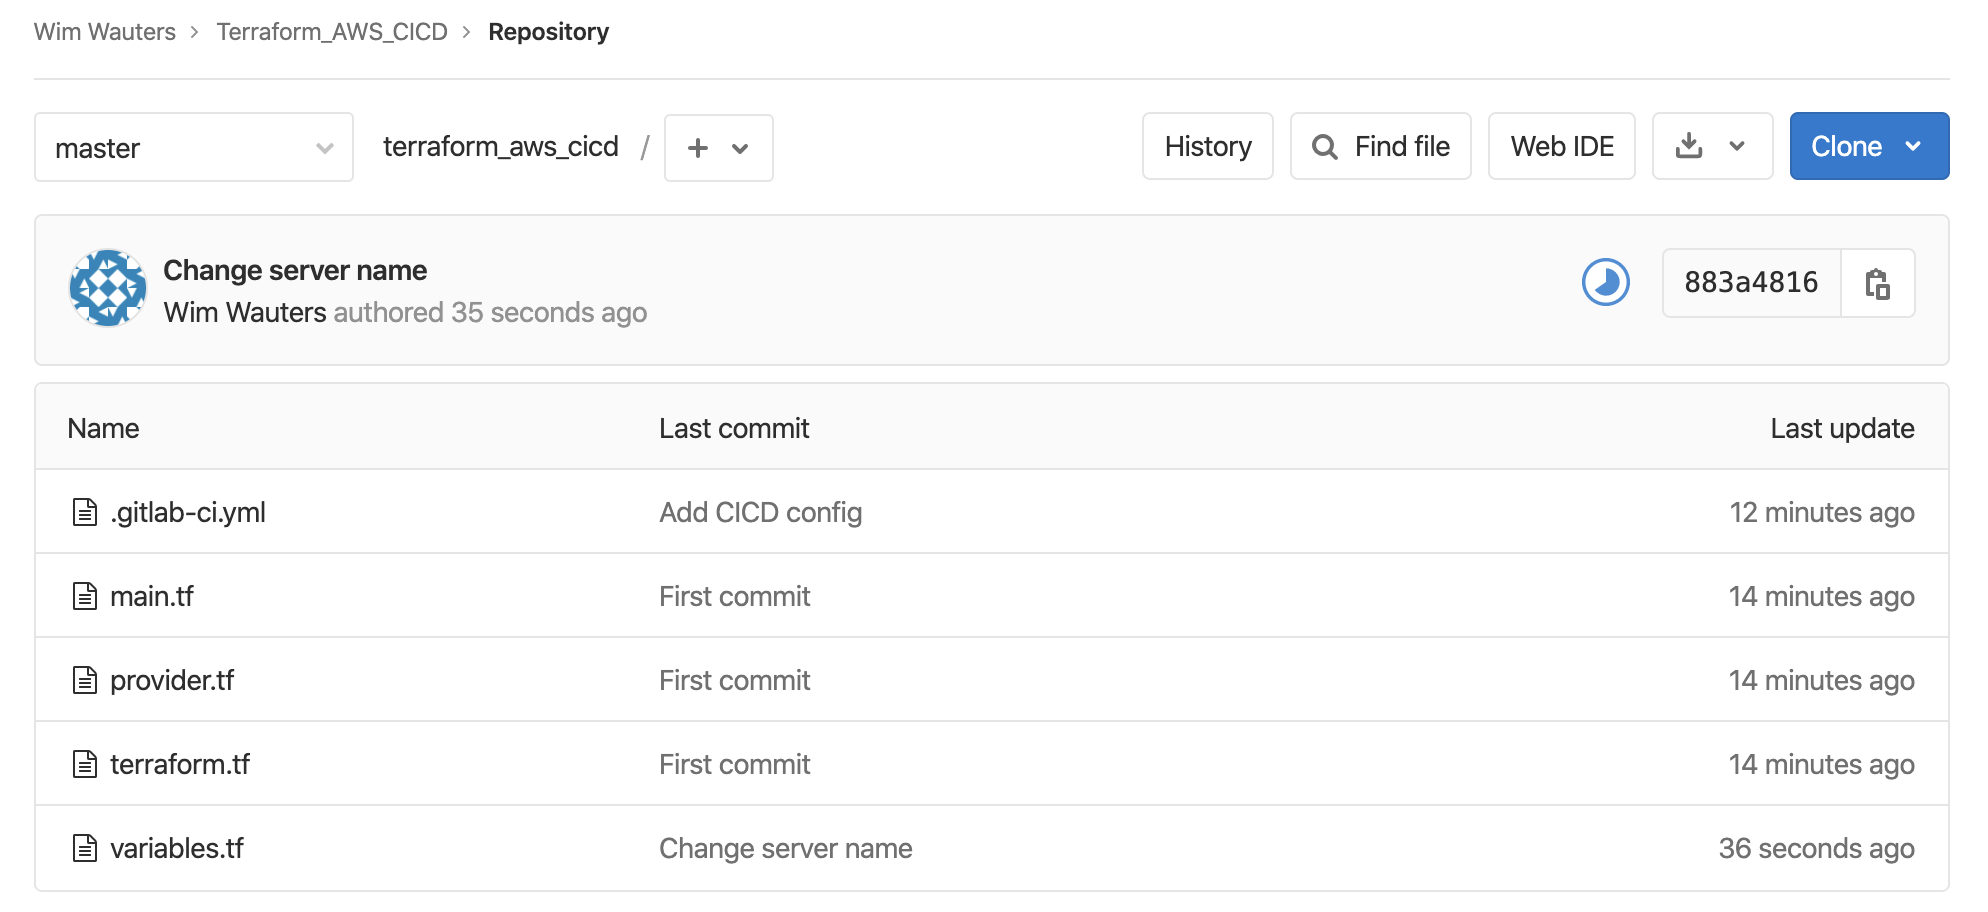 Wim Wauters > Terraform_AWS_CICD > Repository
master terraform_aws_cicd / + History Find file Web IDE Clone
Change server name
Wim Wauters authored 35 seconds ago
883a4816
Name Last commit Last update
.gitlab-ci.yml Add CICD config 12 minutes ago
main.tf First commit 14 minutes ago
provider.tf First commit 14 minutes ago
terraform.tf First commit 14 minutes ago
variables.tf Change server name 36 seconds ago